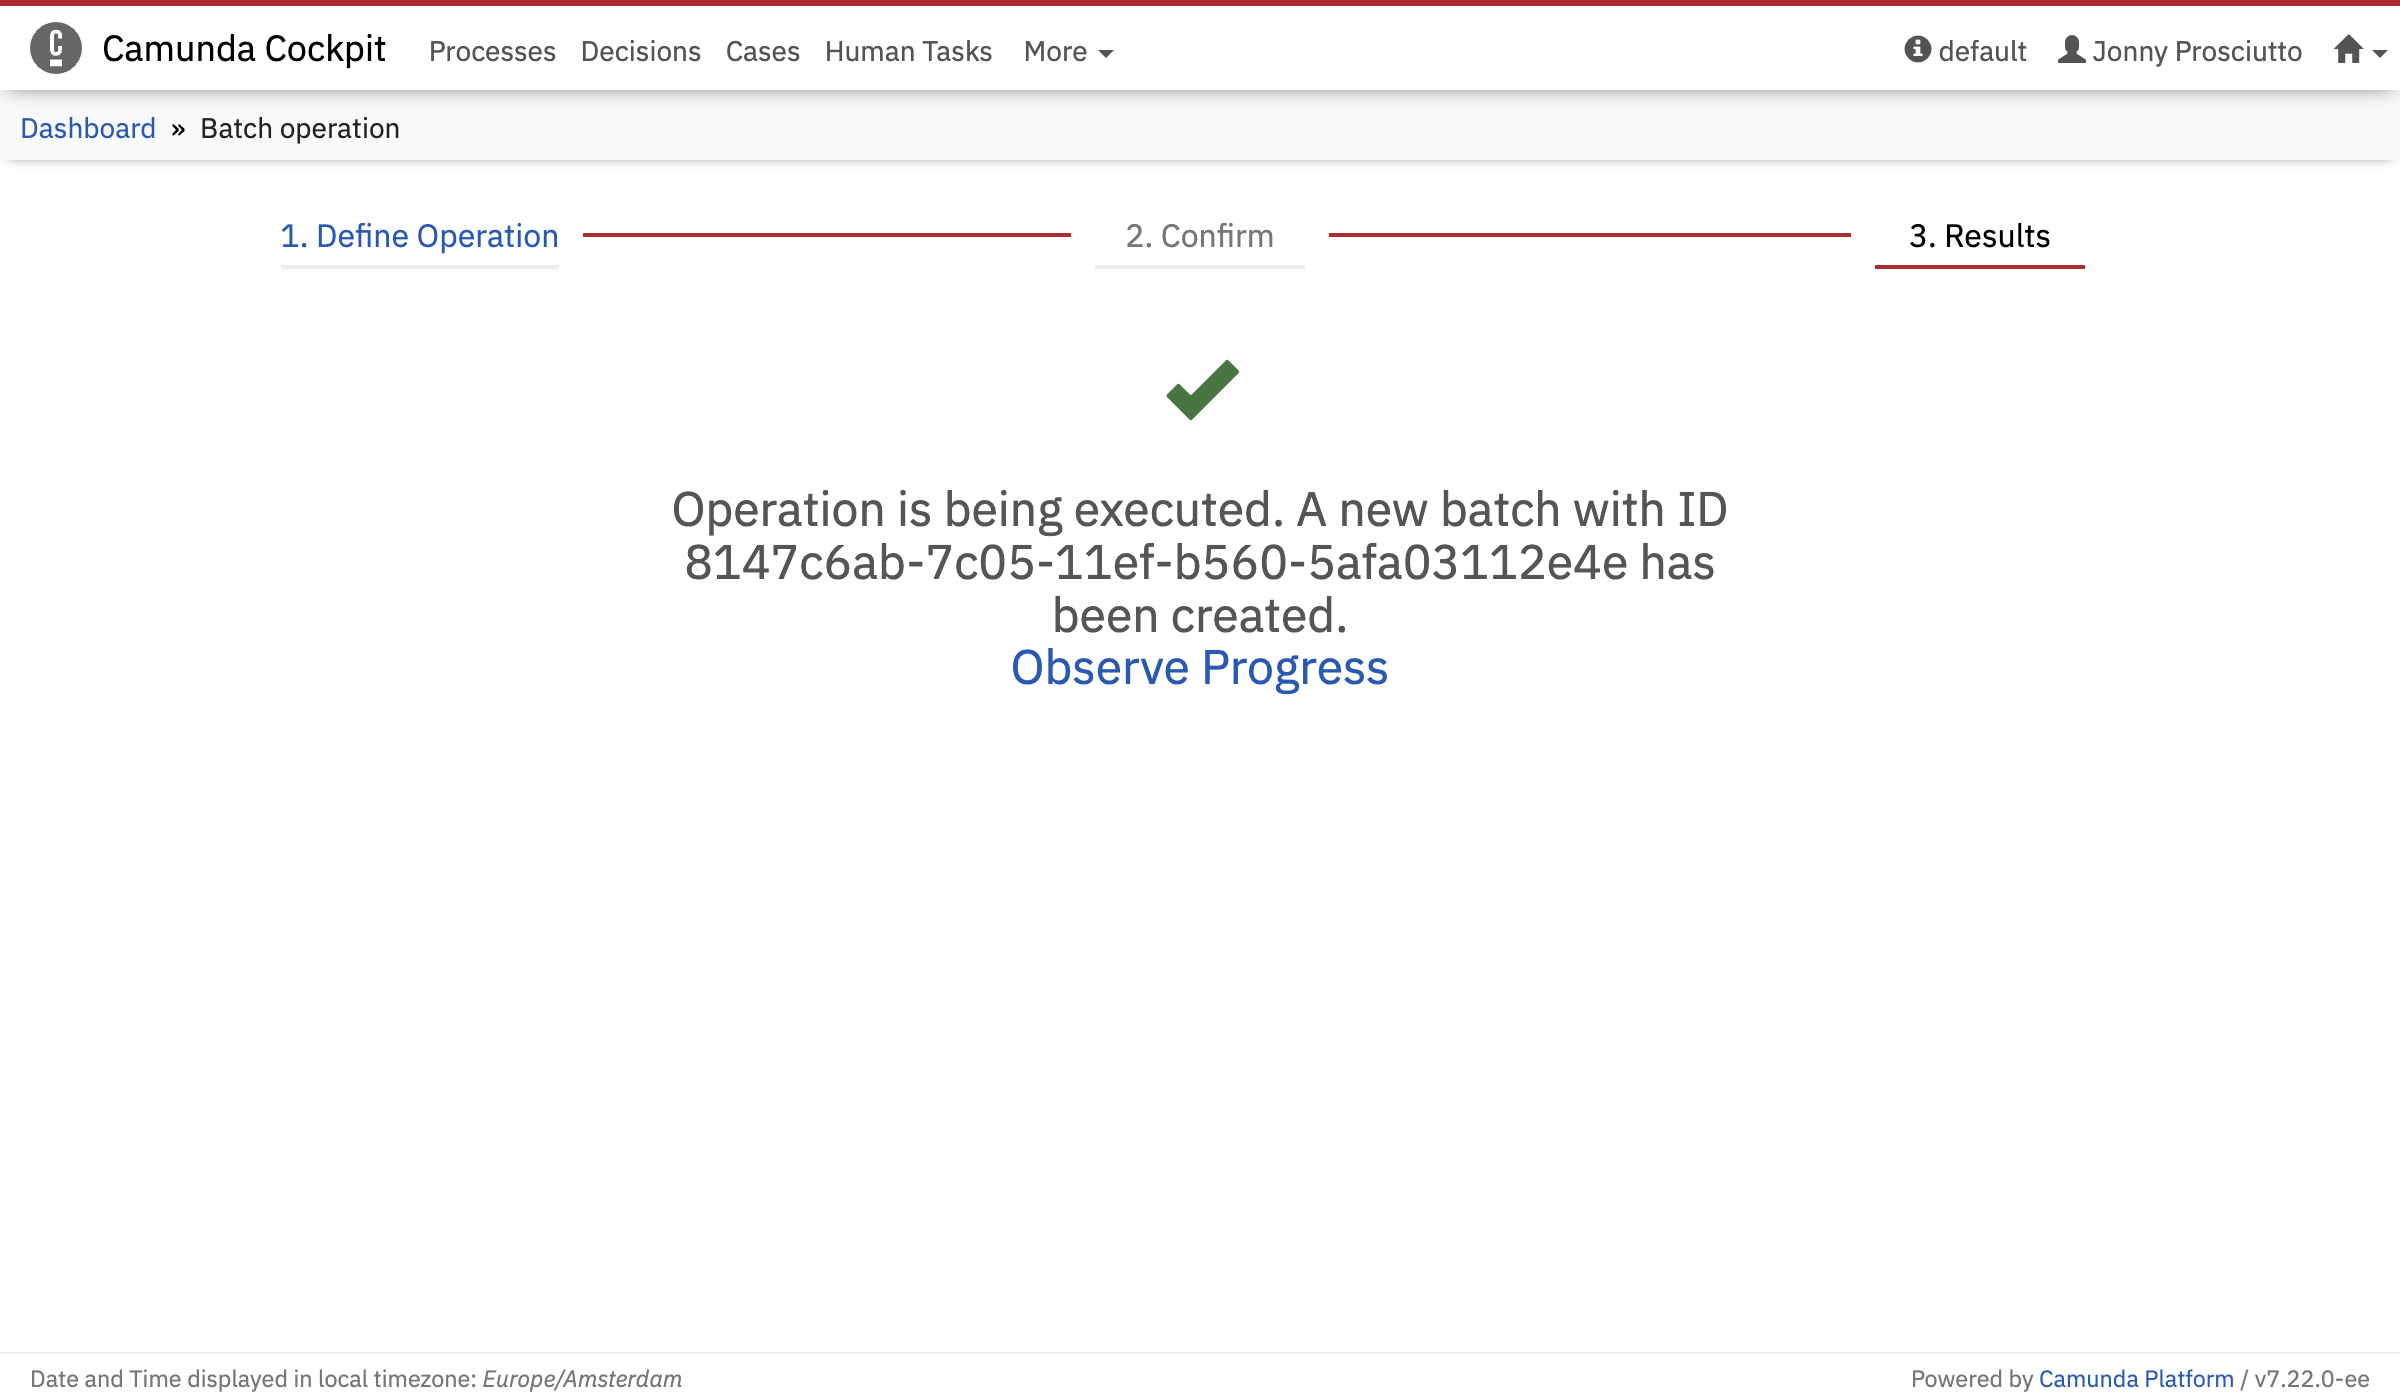 Camunda Cockpit Processes Decisions Cases Human Tasks More default Jonny Prosciutto
Dashboard » Batch operation
1. Define Operation 2. Confirm 3. Results
Operation is being executed. A new batch with ID
8147c6ab-7c05-11ef-b560-5afa03112e4e has
been created.
Observe Progress
Date and Time displayed in local timezone: Europe/Amsterdam Powered by Camunda Platform / v7.22.0-ee